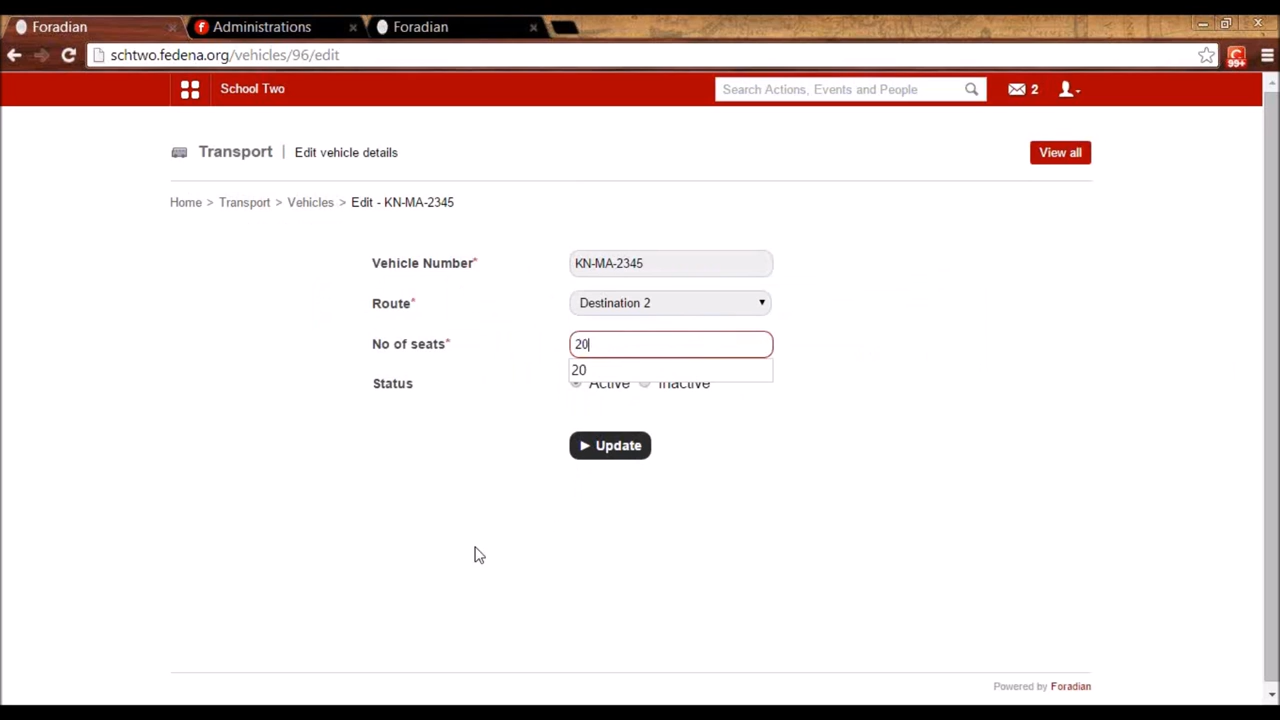 Foradian
Administrations
Foradian
schtwo.fedena.org/vehicles/96/edit
99+
School Two
Search Actions, Events and People
2
Transport | Edit vehicle details
View all
Home > Transport > Vehicles > Edit - KN-MA-2345
Vehicle Number*
KN-MA-2345
Route*
Destination 2
No of seats*
20
20
Status
Active
Inactive
Update
Powered by Foradian